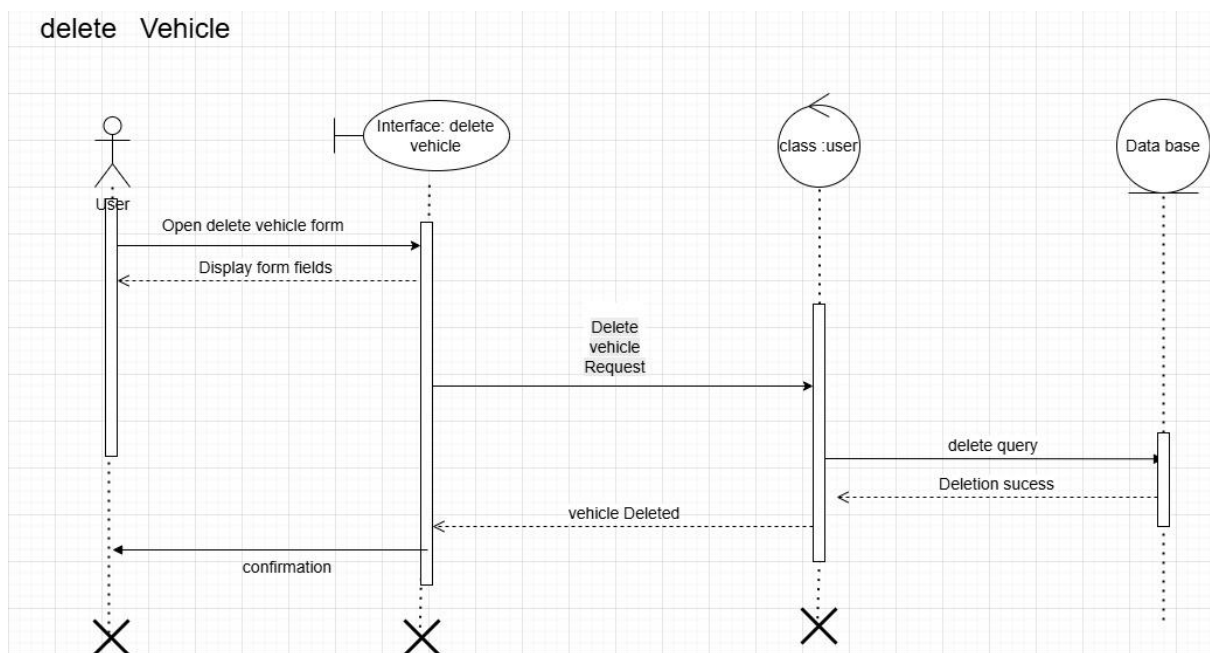 delete Vehicle
Interface: delete
vehicle
class :user
Data base
User
Open delete vehicle form
Display form fields
Delete
vehicle
Request
delete query
Deletion sucess
vehicle Deleted
confirmation